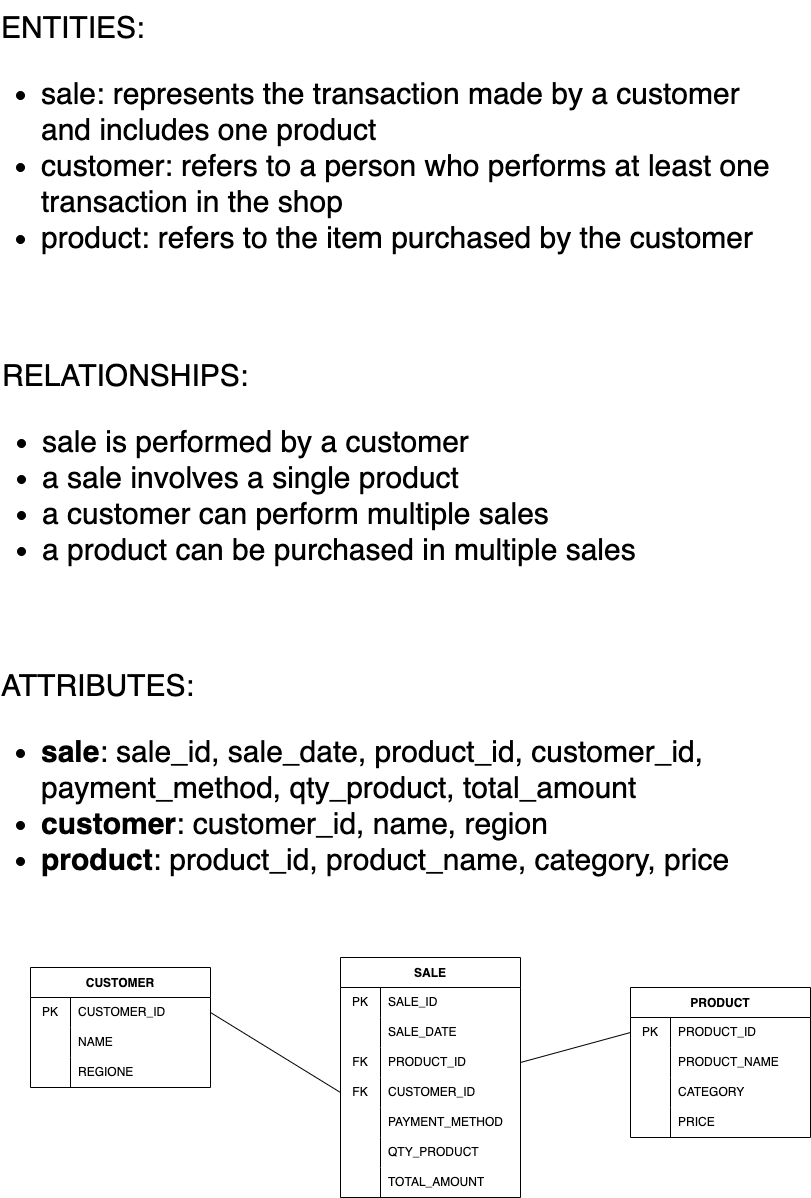 ENTITIES:
• sale: represents the transaction made by a customer
and includes one product
• customer: refers to a person who performs at least one
transaction in the shop
• product: refers to the item purchased by the customer
RELATIONSHIPS:
• sale is performed by a customer
• a sale involves a single product
• a customer can perform multiple sales
• a product can be purchased in multiple sales
ATTRIBUTES:
• sale: sale_id, sale_date, product_id, customer_id,
payment_method, qty_product, total_amount
• customer: customer_id, name, region
• product: product_id, product_name, category, price
CUSTOMER
PK CUSTOMER_ID
NAME
REGIONE
SALE
PK SALE_ID
SALE_DATE
FK PRODUCT_ID
FK CUSTOMER_ID
PAYMENT_METHOD
QTY_PRODUCT
TOTAL_AMOUNT
PRODUCT
PK PRODUCT_ID
PRODUCT_NAME
CATEGORY
PRICE